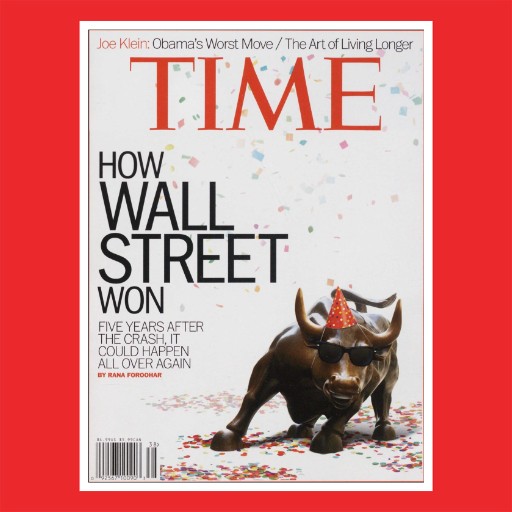 Joe Klein: Obama's Worst Move / The Art of Living Longer
TIME
HOW
WALL
STREET
WON
FIVE YEARS AFTER
THE CRASH, IT
COULD HAPPEN
ALL OVER AGAIN
BY RANA FOROOHAR